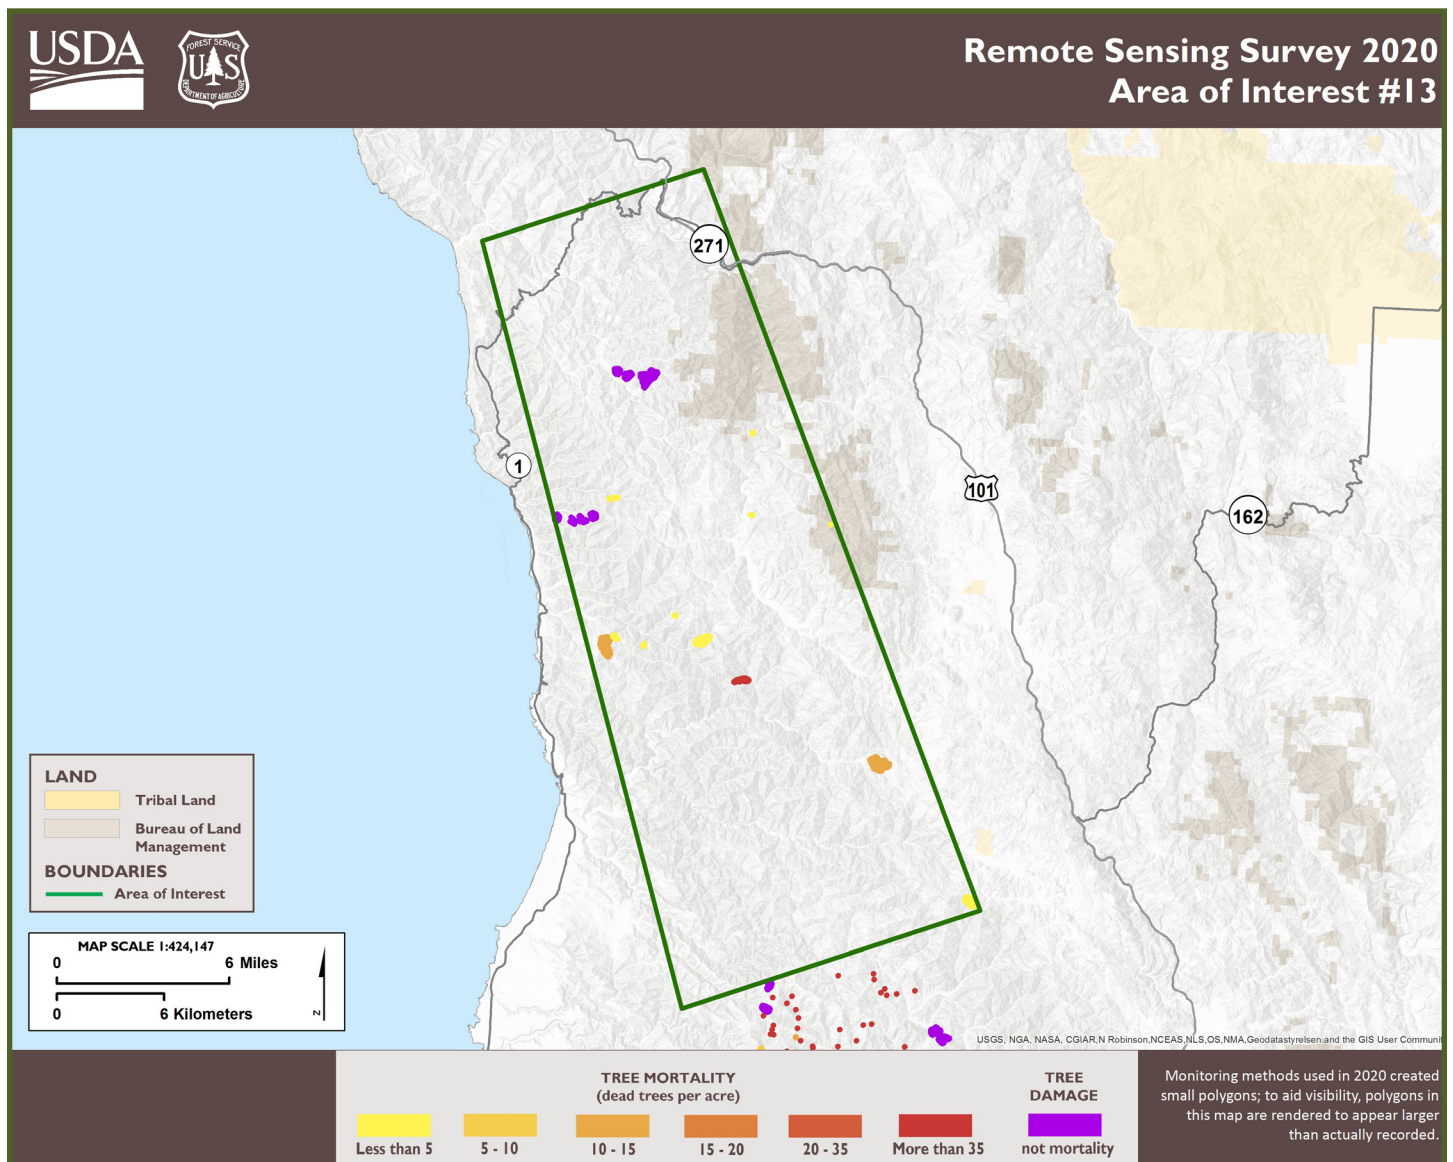 USDA
FOREST SERVICE
U S
DEPARTMENT OF AGRICULTURE
Remote Sensing Survey 2020
Area of Interest #13
271
1
101
162
LAND
Tribal Land
Bureau of Land
Management
BOUNDARIES
Area of Interest
MAP SCALE 1:424,147
0 6 Miles
0 6 Kilometers
N
USGS, NGA, NASA, CGIAR,N Robinson,NCEAS,NLS,OS,NMA,Geodatastyrelsen and the GIS User Communi
TREE MORTALITY
(dead trees per acre)
Less than 5
5 - 10
10 - 15
15 - 20
20 - 35
More than 35
TREE
DAMAGE
not mortality
Monitoring methods used in 2020 created
small polygons; to aid visibility, polygons in
this map are rendered to appear larger
than actually recorded.